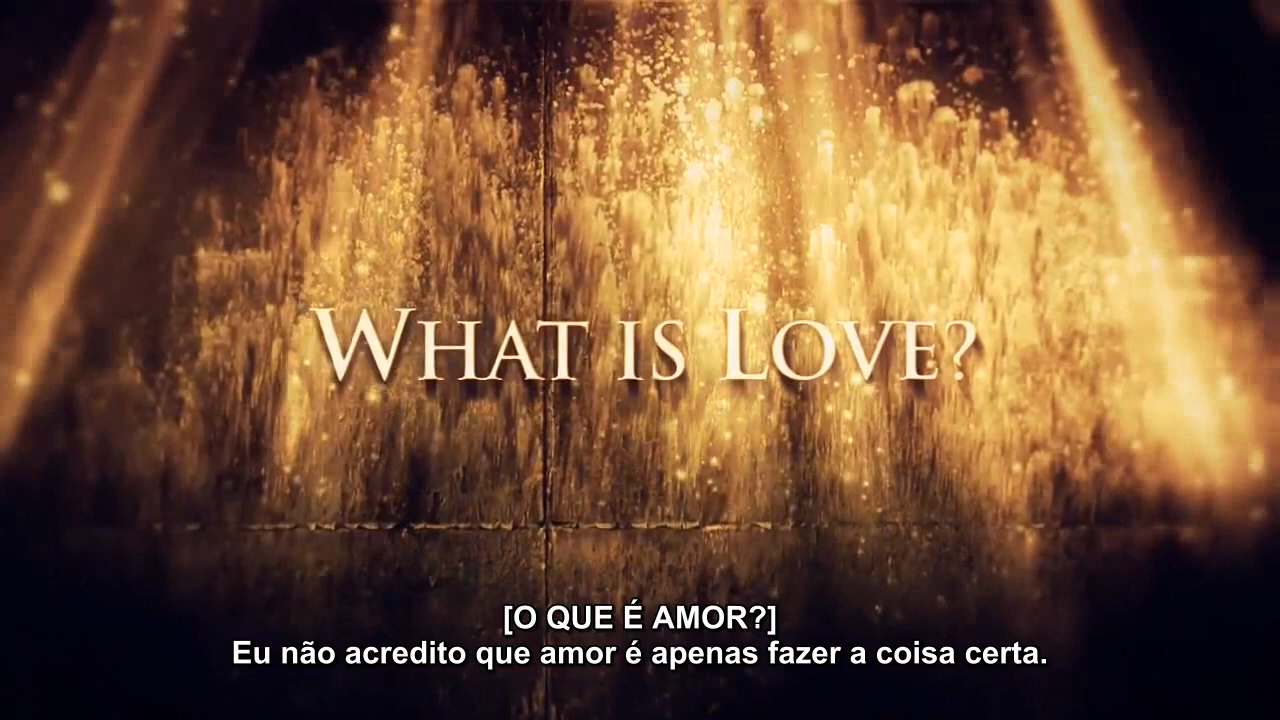 WHAT IS LOVE?
[O QUE É AMOR?]
Eu não acredito que amor é apenas fazer a coisa certa.